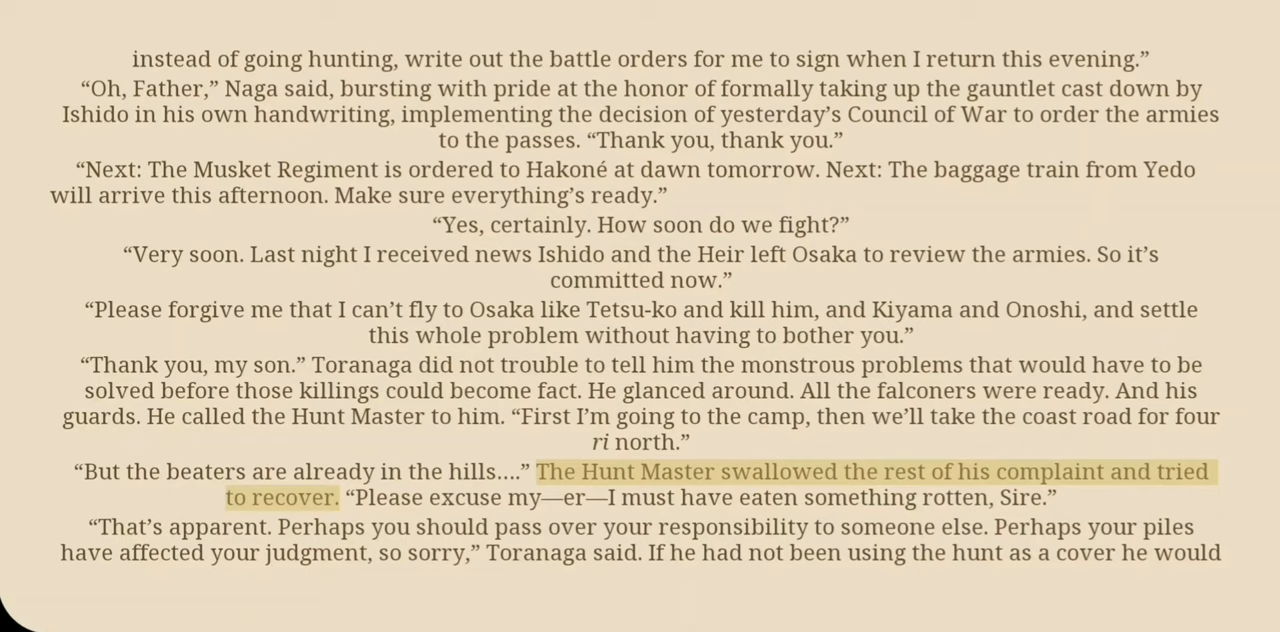 instead of going hunting, write out the battle orders for me to sign when I return this evening.”
“Oh, Father,” Naga said, bursting with pride at the honor of formally taking up the gauntlet cast down by
Ishido in his own handwriting, implementing the decision of yesterday’s Council of War to order the armies
to the passes. “Thank you, thank you.”
“Next: The Musket Regiment is ordered to Hakoné at dawn tomorrow. Next: The baggage train from Yedo
will arrive this afternoon. Make sure everything’s ready.”
“Yes, certainly. How soon do we fight?”
“Very soon. Last night I received news Ishido and the Heir left Osaka to review the armies. So it’s
committed now.”
“Please forgive me that I can’t fly to Osaka like Tetsu-ko and kill him, and Kiyama and Onoshi, and settle
this whole problem without having to bother you.”
“Thank you, my son.” Toranaga did not trouble to tell him the monstrous problems that would have to be
solved before those killings could become fact. He glanced around. All the falconers were ready. And his
guards. He called the Hunt Master to him. “First I’m going to the camp, then we’ll take the coast road for four
ri north.”
“But the beaters are already in the hills....” The Hunt Master swallowed the rest of his complaint and tried
to recover. “Please excuse my—er—I must have eaten something rotten, Sire.”
“That’s apparent. Perhaps you should pass over your responsibility to someone else. Perhaps your piles
have affected your judgment, so sorry,” Toranaga said. If he had not been using the hunt as a cover he would